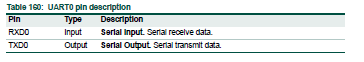 Table 160: UART0 pin description
Pin Type Description
RXD0 Input Serial Input. Serial receive data.
TXD0 Output Serial Output. Serial transmit data.